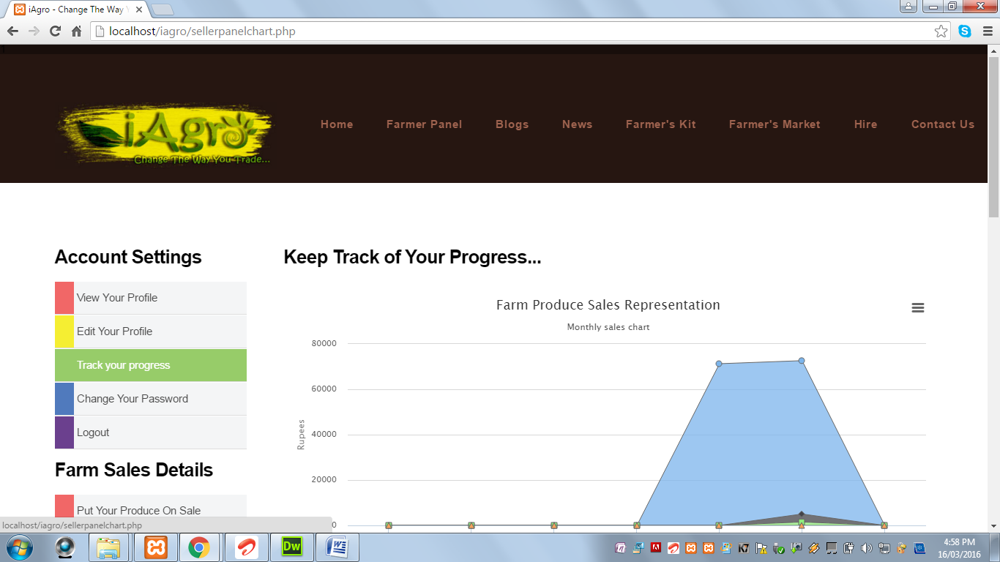 iAgro - Change The Way Y
localhost/iagro/sellerpanelchart.php
iAgro
Change The Way You Trade...
Home Farmer Panel Blogs News Farmer's Kit Farmer's Market Hire Contact Us
Account Settings
View Your Profile
Edit Your Profile
Track your progress
Change Your Password
Logout
Farm Sales Details
Put Your Produce On Sale
Keep Track of Your Progress...
Farm Produce Sales Representation
Monthly sales chart
80000
60000
40000
20000
0
Rupees
localhost/iagro/sellerpanelchart.php
Dw
W
K7
4:58 PM
16/03/2016